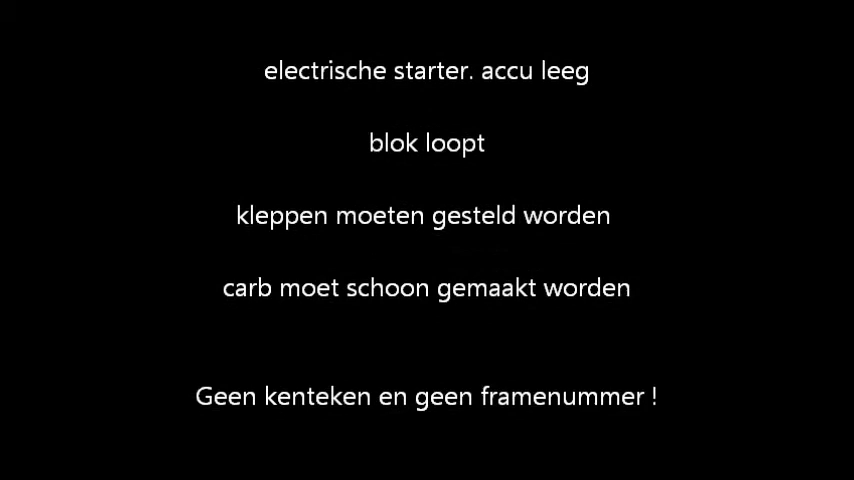 electrische starter. accu leeg
blok loopt
kleppen moeten gesteld worden
carb moet schoon gemaakt worden
Geen kenteken en geen framenummer !